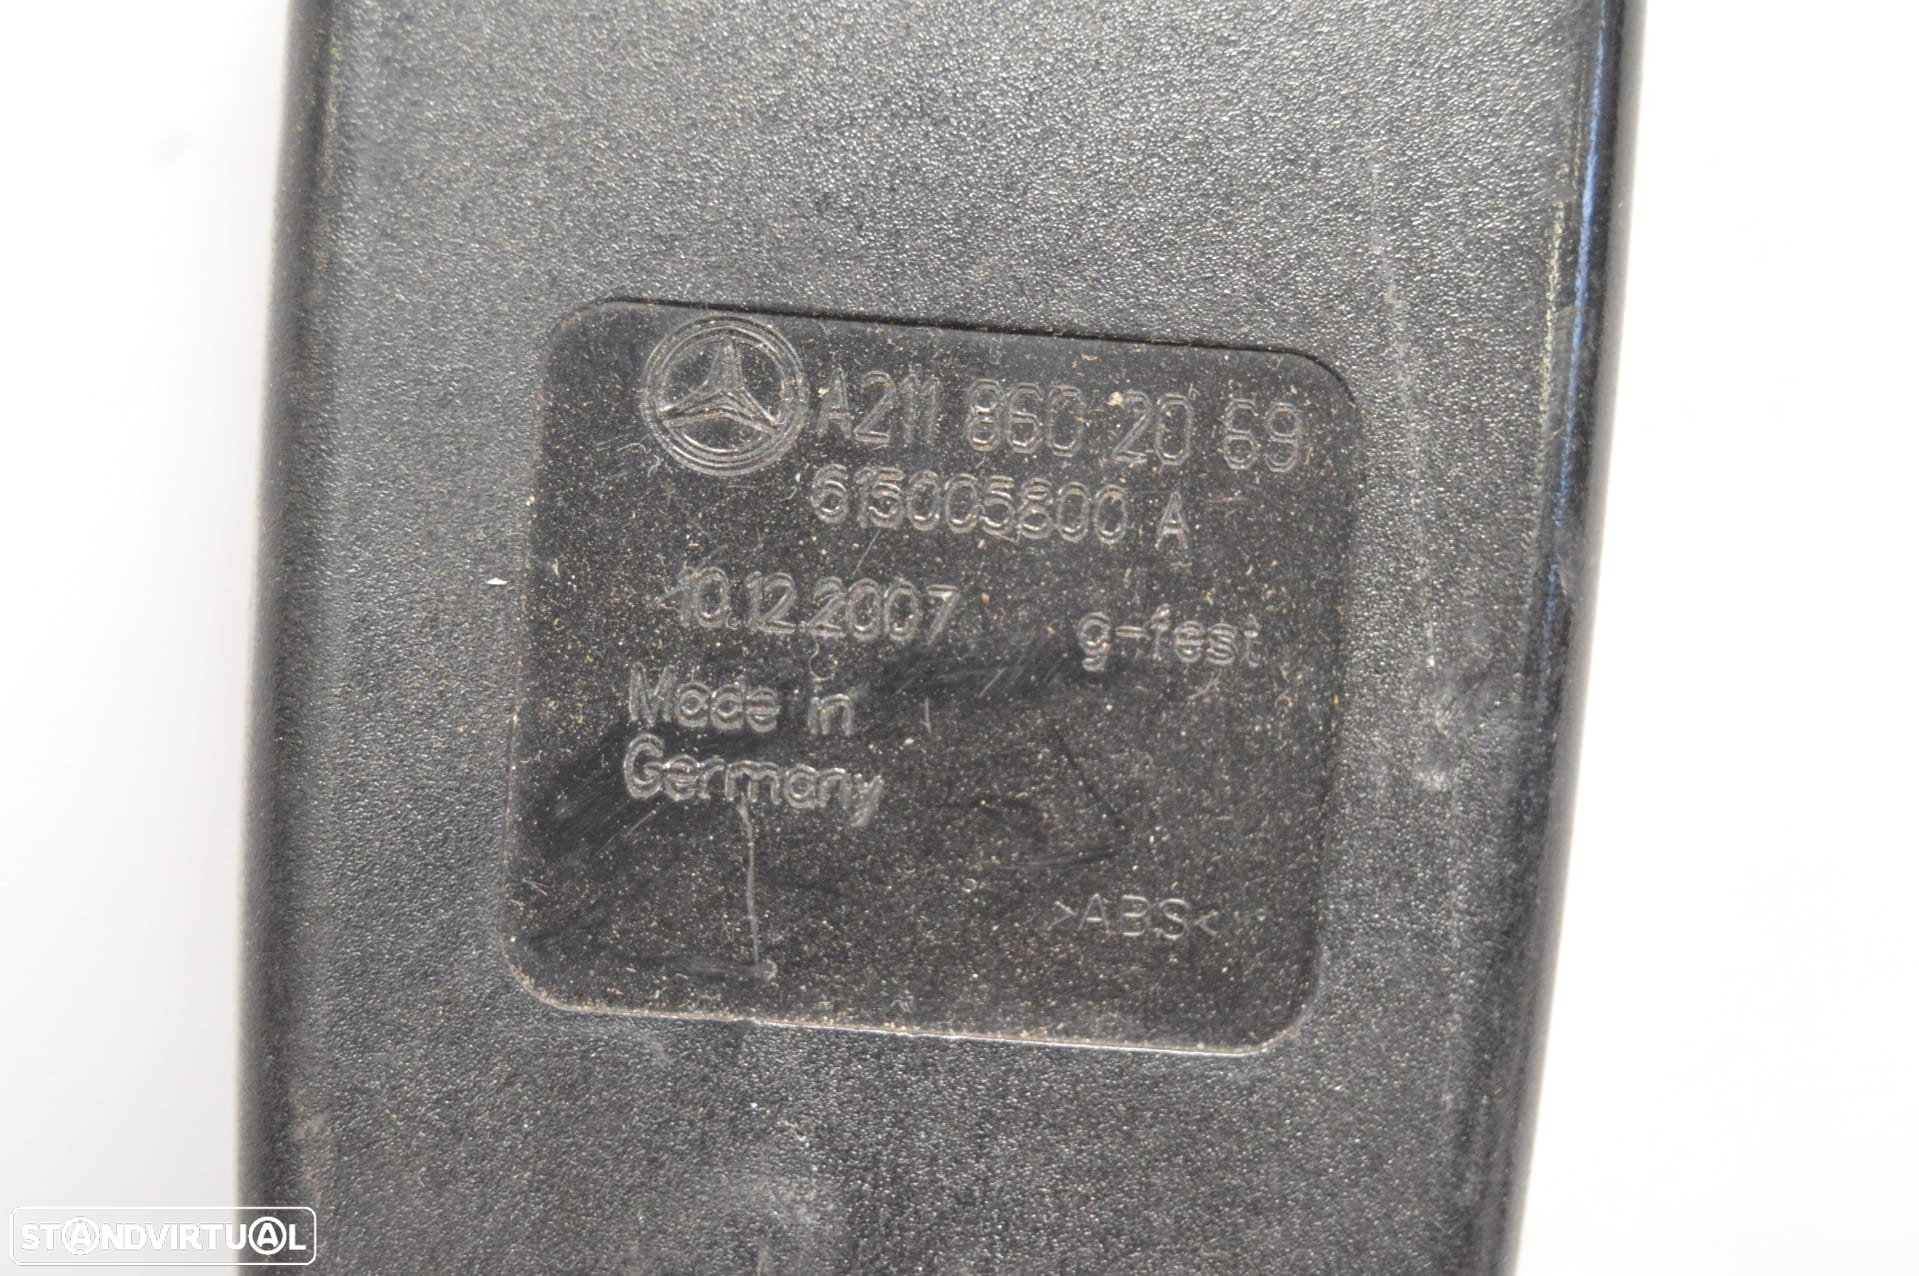 A211 860 20 69
615005800 A
10.12.2007 g-fest
Made in
Germany
>ABS<
STANDVIRTUAL